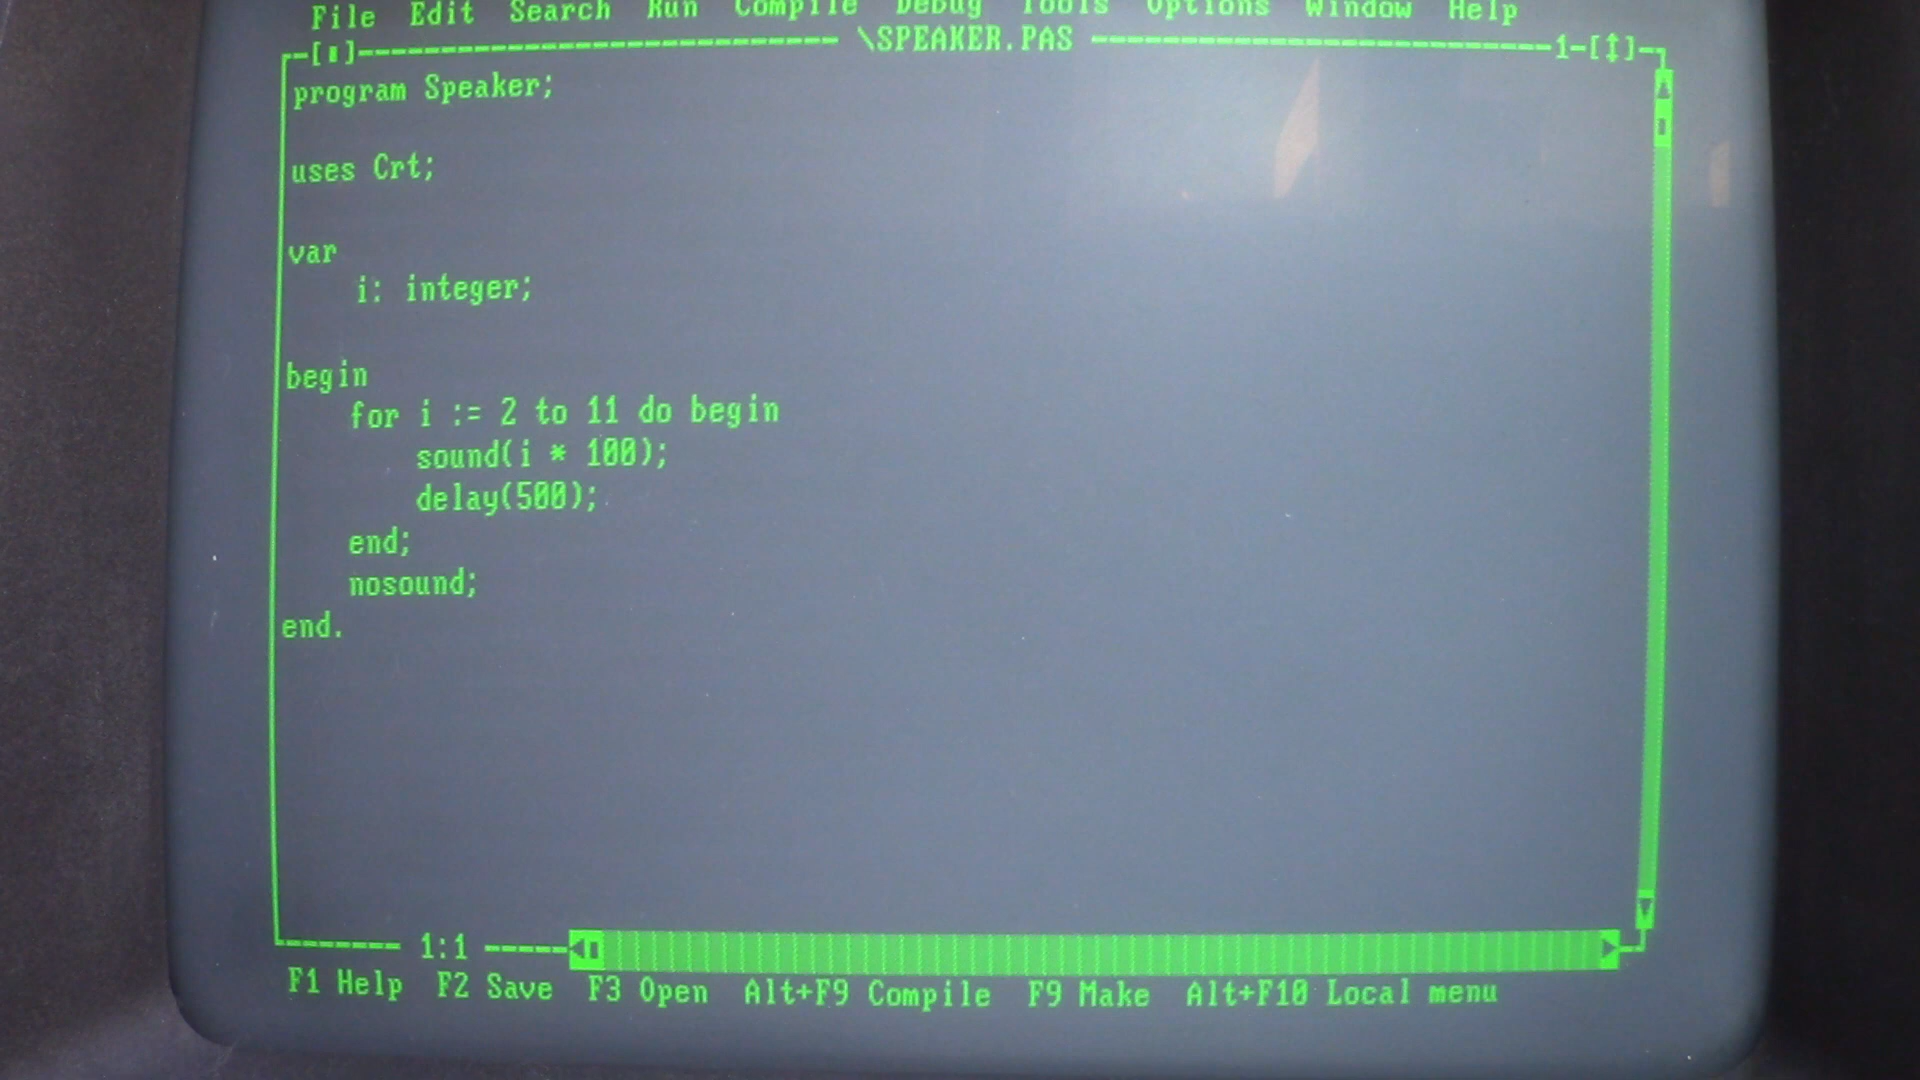 File Edit Search Run Compile Debug Tools Options Window Help
\SPEAKER.PAS 1-[↕]
program Speaker;
uses Crt;
var
i: integer;
begin
for i := 2 to 11 do begin
sound(i * 100);
delay(500);
end;
nosound;
end.
1:1
F1 Help F2 Save F3 Open Alt+F9 Compile F9 Make Alt+F10 Local menu